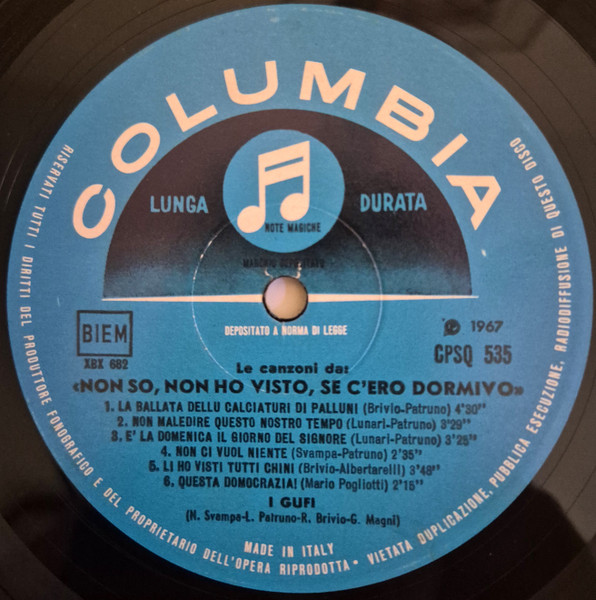 COLUMBIA
LUNGA
DURATA
NOTE MAGICHE
DEPOSITATO A NORMA DI LEGGE
BIEM
XBX 682
Ⓟ 1967
CPSQ 535
Le canzoni da:
«NON SO, NON HO VISTO, SE C'ERO DORMIVO»
1. LA BALLATA DELLU CALCIATURI DI PALLUNI (Brivio-Patruno) 4'30"
2. NON MALEDIRE QUESTO NOSTRO TEMPO (Lunari-Patruno) 3'29"
3. E' LA DOMENICA IL GIORNO DEL SIGNORE (Lunari-Patruno) 3'25"
4. NON CI VUOL NIENTE (Svampa-Patruno) 2'35"
5. LI HO VISTI TUTTI CHINI (Brivio-Albertarelli) 3'48"
6. QUESTA DOMOCRAZIA! (Mario Pogliotti) 2'15"
I GUFI
(N. Svampa-L. Patruno-R. Brivio-G. Magni)
MADE IN ITALY
RISERVATI TUTTI I DIRITTI DEL PRODUTTORE FONOGRAFICO E DEL PROPRIETARIO DELL'OPERA RIPRODOTTA • VIETATA DUPLICAZIONE, PUBBLICA ESECUZIONE, RADIODIFFUSIONE DI QUESTO DISCO